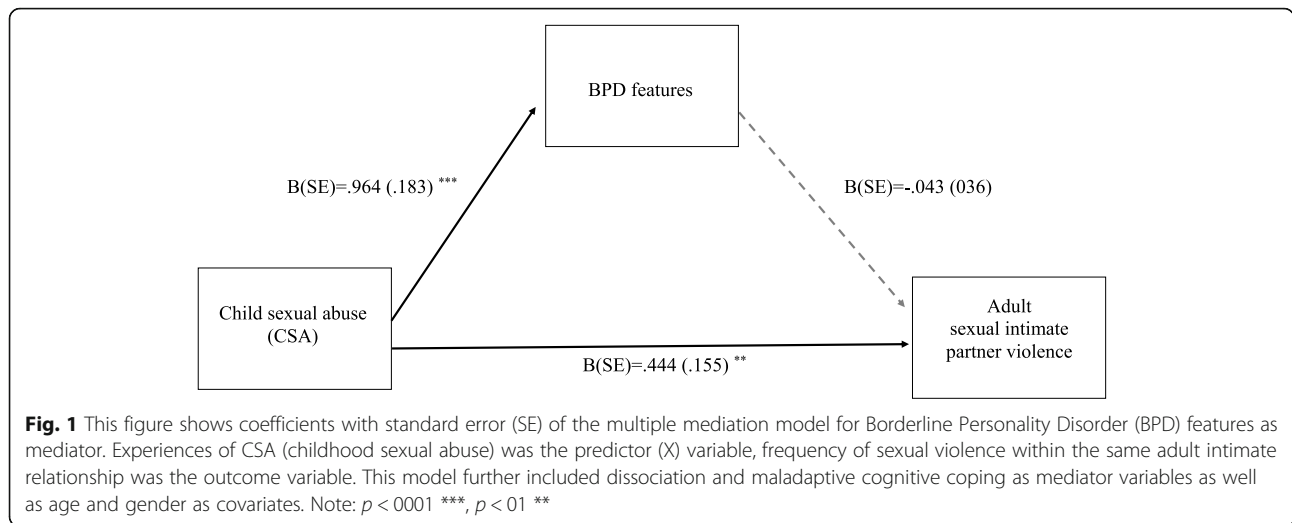 BPD features
B(SE)=.964 (.183) ***
B(SE)=-.043 (036)
Child sexual abuse
(CSA)
Adult
sexual intimate
partner violence
B(SE)=.444 (.155) **
Fig. 1 This figure shows coefficients with standard error (SE) of the multiple mediation model for Borderline Personality Disorder (BPD) features as
mediator. Experiences of CSA (childhood sexual abuse) was the predictor (X) variable, frequency of sexual violence within the same adult intimate
relationship was the outcome variable. This model further included dissociation and maladaptive cognitive coping as mediator variables as well
as age and gender as covariates. Note: p < 0001 ***, p < 01 **